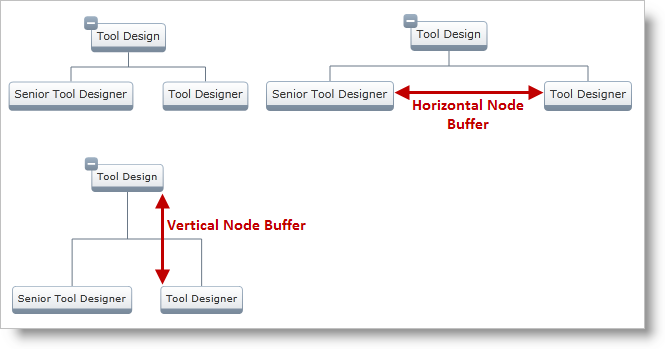 Tool Design
Senior Tool Designer
Tool Designer
Tool Design
Senior Tool Designer
Tool Designer
Horizontal Node
Buffer
Tool Design
Vertical Node Buffer
Senior Tool Designer
Tool Designer